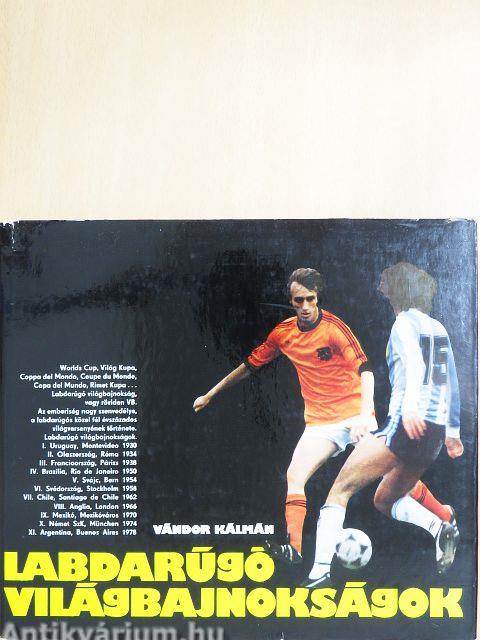 Worlds Cup, Világ Kupa,
Coppa del Mondo, Coupe du Monde,
Copa del Mundo, Rimet Kupa...
Labdarúgó világbajnokság,
vagy röviden VB.
Az emberiség nagy szenvedélye,
a labdarúgás közel fél évszázados
világversenyének története.
Labdarúgó világbajnokságok.
I. Uruguay, Montevideo 1930
II. Olaszország, Róma 1934
III. Franciaország, Párizs 1938
IV. Brazília, Rio de Janeiro 1950
V. Svájc, Bern 1954
VI. Svédország, Stockholm 1958
VII. Chile, Santiago de Chile 1962
VIII. Anglia, London 1966
IX. Mexikó, Mexikóváros 1970
X. Német SzK, München 1974
XI. Argentina, Buenos Aires 1978
15
VÁNDOR KÁLMÁN
LABDARÚGÓ
VILÁGBAJNOKSÁGOK
Antikvárium.hu